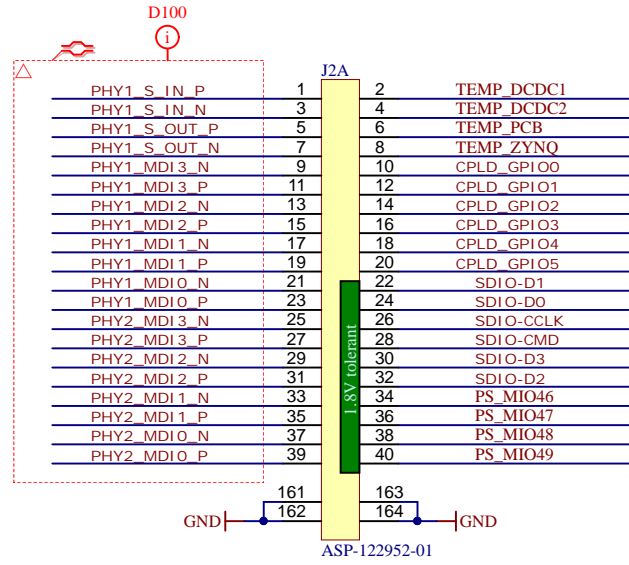 D100
i
J2A
PHY1_S_IN_P 1 2 TEMP_DCDC1
PHY1_S_IN_N 3 4 TEMP_DCDC2
PHY1_S_OUT_P 5 6 TEMP_PCB
PHY1_S_OUT_N 7 8 TEMP_ZYNQ
PHY1_MDI3_N 9 10 CPLD_GPIO0
PHY1_MDI3_P 11 12 CPLD_GPIO1
PHY1_MDI2_N 13 14 CPLD_GPIO2
PHY1_MDI2_P 15 16 CPLD_GPIO3
PHY1_MDI1_N 17 18 CPLD_GPIO4
PHY1_MDI1_P 19 20 CPLD_GPIO5
PHY1_MDI0_N 21 22 SDIO-D1
PHY1_MDI0_P 23 24 SDIO-D0
PHY2_MDI3_N 25 26 SDIO-CCLK
PHY2_MDI3_P 27 28 SDIO-CMD
PHY2_MDI2_N 29 30 SDIO-D3
PHY2_MDI2_P 31 32 SDIO-D2
PHY2_MDI1_N 33 34 PS_MIO46
PHY2_MDI1_P 35 36 PS_MIO47
PHY2_MDI0_N 37 38 PS_MIO48
PHY2_MDI0_P 39 40 PS_MIO49
1.8V tolerant
161 163
GND 162 164 GND
ASP-122952-01